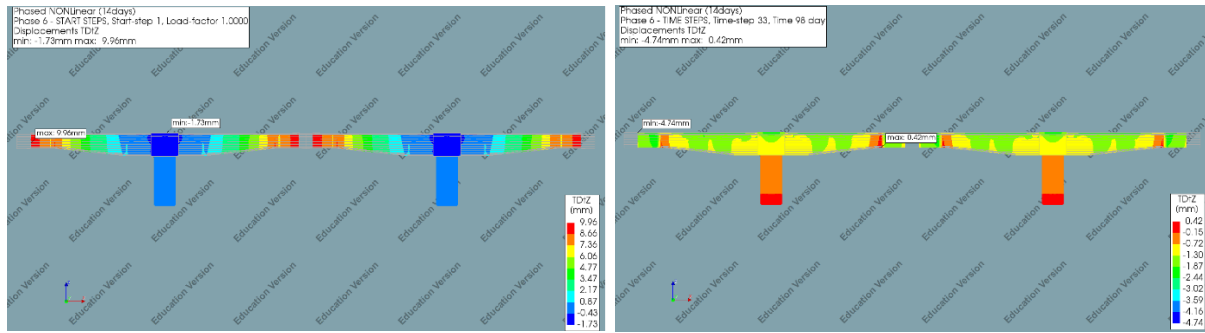 Phased NONLinear (14days)
Phase 6 - START STEPS, Start-step 1, Load-factor 1.0000
Displacements TDtZ
min: -1.73mm max: 9.96mm
min:-1.73mm
max: 9.96mm
TDtZ
(mm)
9.96
8.66
7.36
6.06
4.77
3.47
2.17
0.87
-0.43
-1.73
Education Version
Phased NONLinear (14days)
Phase 6 - TIME STEPS, Time-step 33, Time 98 day
Displacements TDtZ
min: -4.74mm max: 0.42mm
min:-4.74mm
max: 0.42mm
TDtZ
(mm)
0.42
-0.15
-0.72
-1.30
-1.87
-2.44
-3.02
-3.59
-4.16
-4.74
Education Version